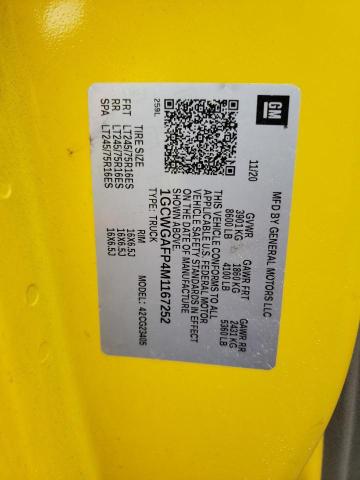 GM
MFD BY GENERAL MOTORS LLC
11/20
GVWR
3901 KG
8600 LB
GAWR FRT
1860 KG
4100 LB
GAWR RR
2431 KG
5360 LB
THIS VEHICLE CONFORMS TO ALL
APPLICABLE U.S. FEDERAL MOTOR
VEHICLE SAFETY STANDARDS IN EFFECT
ON THE DATE OF MANUFACTURE
SHOWN ABOVE.
1GCWGAFP4M1167252
TYPE: TRUCK
MODEL: 42CG23405
259L
TIRE SIZE
RIM
FRT LT245/75R16ES 16X6.5J
RR LT245/75R16ES 16X6.5J
SPA LT245/75R16ES 16X6.5J